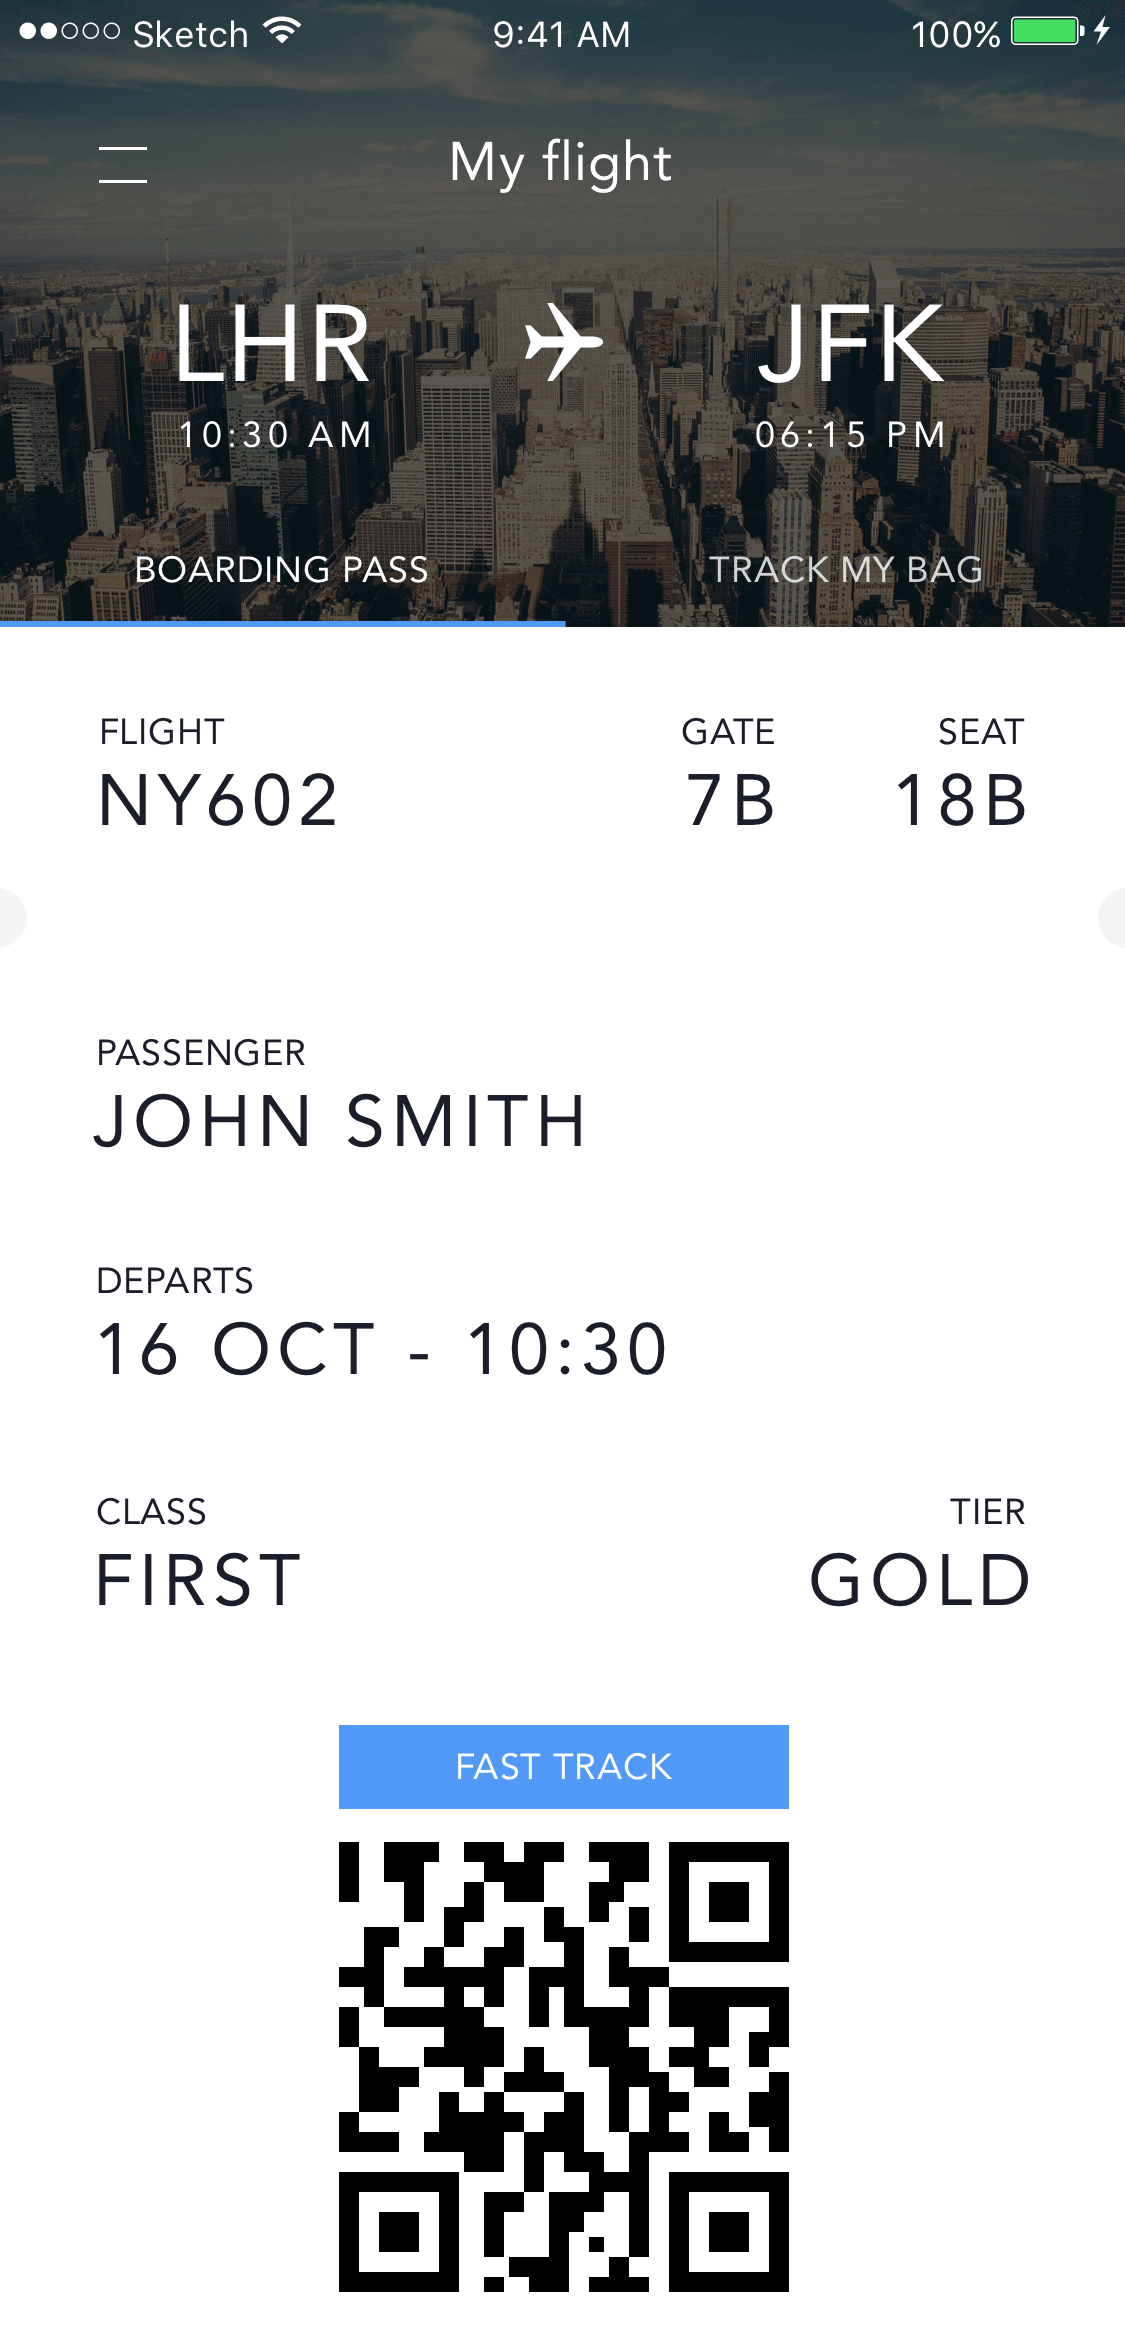 Sketch 9:41 AM 100%
My flight
LHR JFK
10:30 AM 06:15 PM
BOARDING PASS TRACK MY BAG
FLIGHT GATE SEAT
NY602 7B 18B
PASSENGER
JOHN SMITH
DEPARTS
16 OCT - 10:30
CLASS TIER
FIRST GOLD
FAST TRACK